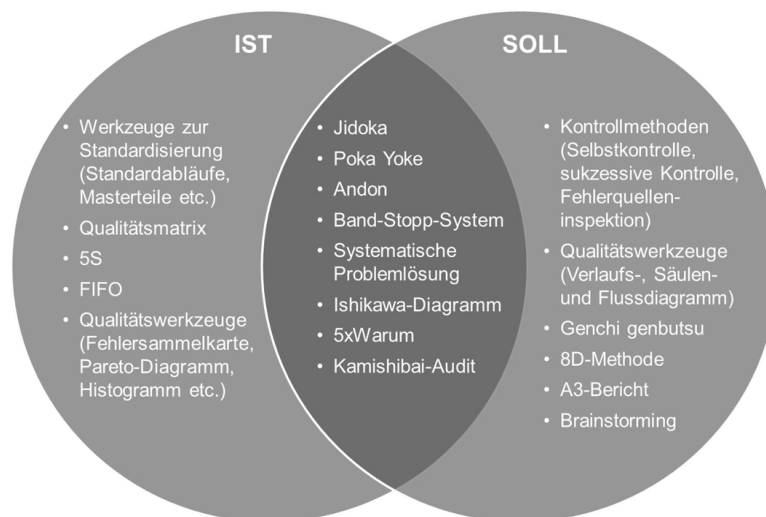 IST
• Werkzeuge zur
Standardisierung
(Standardabläufe,
Masterteile etc.)
• Qualitätsmatrix
• 5S
• FIFO
• Qualitätswerkzeuge
(Fehlersammelkarte,
Pareto-Diagramm,
Histogramm etc.)
• Jidoka
• Poka Yoke
• Andon
• Band-Stopp-System
• Systematische
Problemlösung
• Ishikawa-Diagramm
• 5xWarum
• Kamishibai-Audit
SOLL
• Kontrollmethoden
(Selbstkontrolle,
sukzessive Kontrolle,
Fehlerquellen-
inspektion)
• Qualitätswerkzeuge
(Verlaufs-, Säulen-
und Flussdiagramm)
• Genchi genbutsu
• 8D-Methode
• A3-Bericht
• Brainstorming